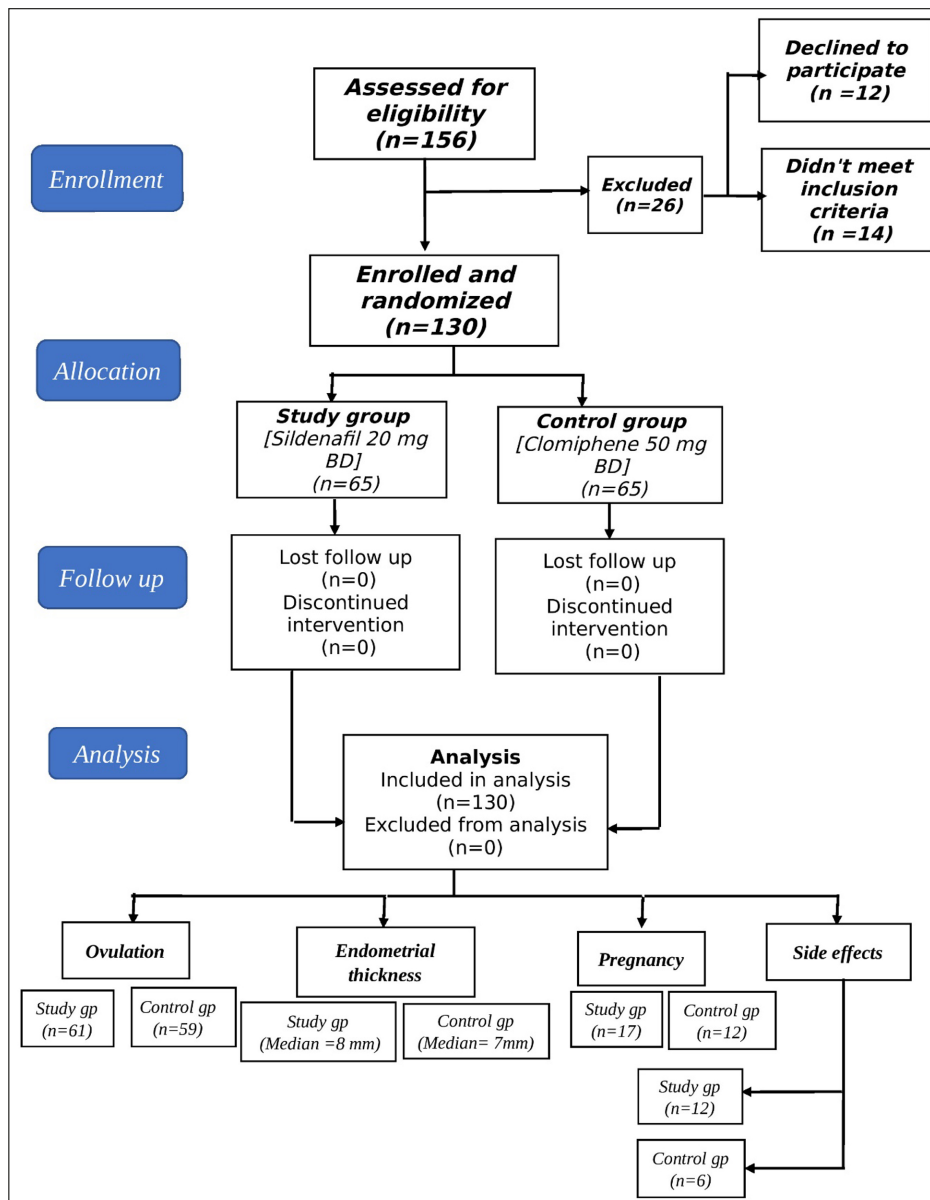 Declined to
participate
(n =12)
Assessed for
eligibility
(n=156)
Enrollment
Excluded
(n=26)
Didn't meet
inclusion
criteria
(n =14)
Enrolled and
randomized
(n=130)
Allocation
Study group
[Sildenafil 20 mg
BD]
(n=65)
Control group
[Clomiphene 50 mg
BD]
(n=65)
Follow up
Lost follow up
(n=0)
Discontinued
intervention
(n=0)
Lost follow up
(n=0)
Discontinued
intervention
(n=0)
Analysis
Analysis
Included in analysis
(n=130)
Excluded from analysis
(n=0)
Ovulation
Study gp
(n=61)
Control gp
(n=59)
Endometrial
thickness
Study gp
(Median =8 mm)
Control gp
(Median= 7mm)
Pregnancy
Study gp
(n=17)
Control gp
(n=12)
Side effects
Study gp
(n=12)
Control gp
(n=6)